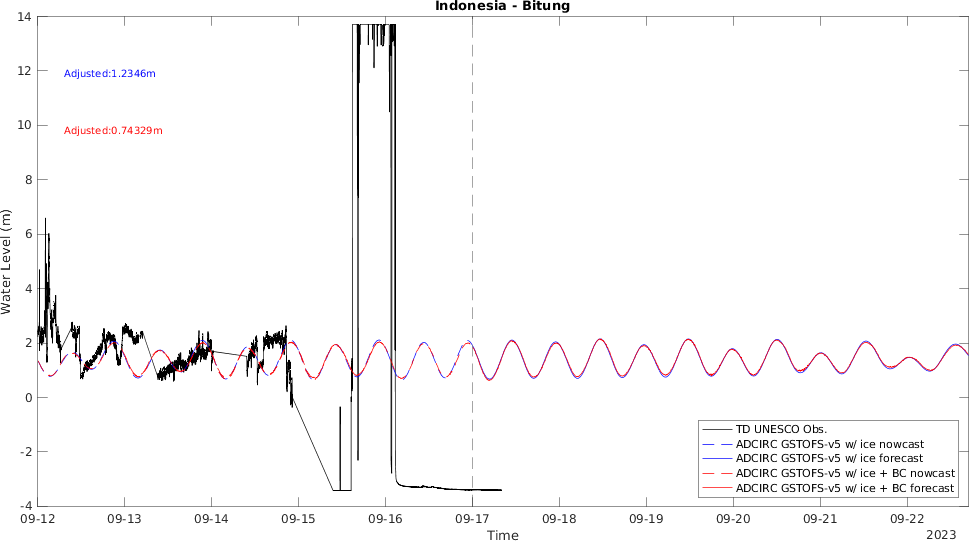 Indonesia - Bitung
14
12
10
8
6
4
2
0
-2
-4
Water Level (m)
Adjusted:1.2346m
Adjusted:0.74329m
TD UNESCO Obs.
ADCIRC GSTOFS-v5 w/ ice nowcast
ADCIRC GSTOFS-v5 w/ ice forecast
ADCIRC GSTOFS-v5 w/ ice + BC nowcast
ADCIRC GSTOFS-v5 w/ ice + BC forecast
09-12 09-13 09-14 09-15 09-16 09-17 09-18 09-19 09-20 09-21 09-22
Time
2023